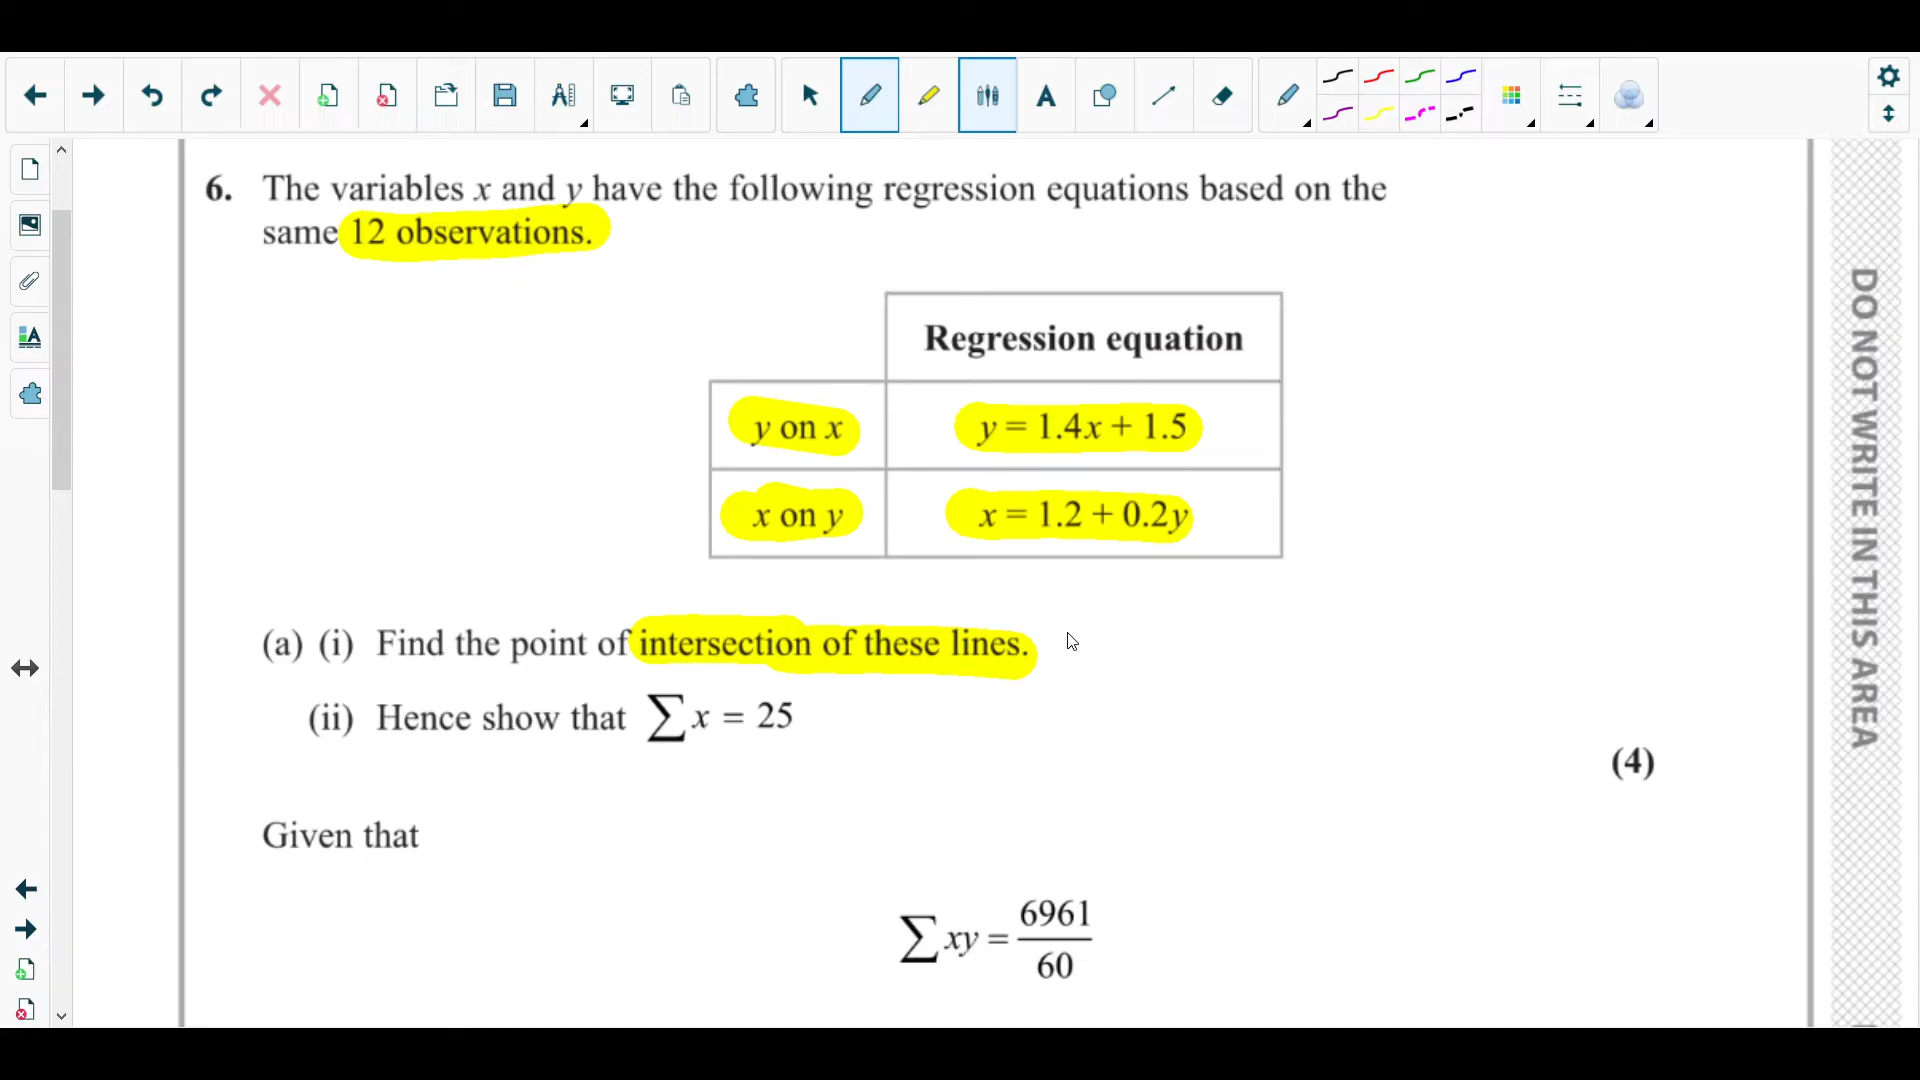 6. The variables x and y have the following regression equations based on the
same 12 observations.
Regression equation
y on x y = 1.4x + 1.5
x on y x = 1.2 + 0.2y
(a) (i) Find the point of intersection of these lines.
(ii) Hence show that ∑x = 25
(4)
Given that
∑xy = 6961/60
DO NOT WRITE IN THIS AREA